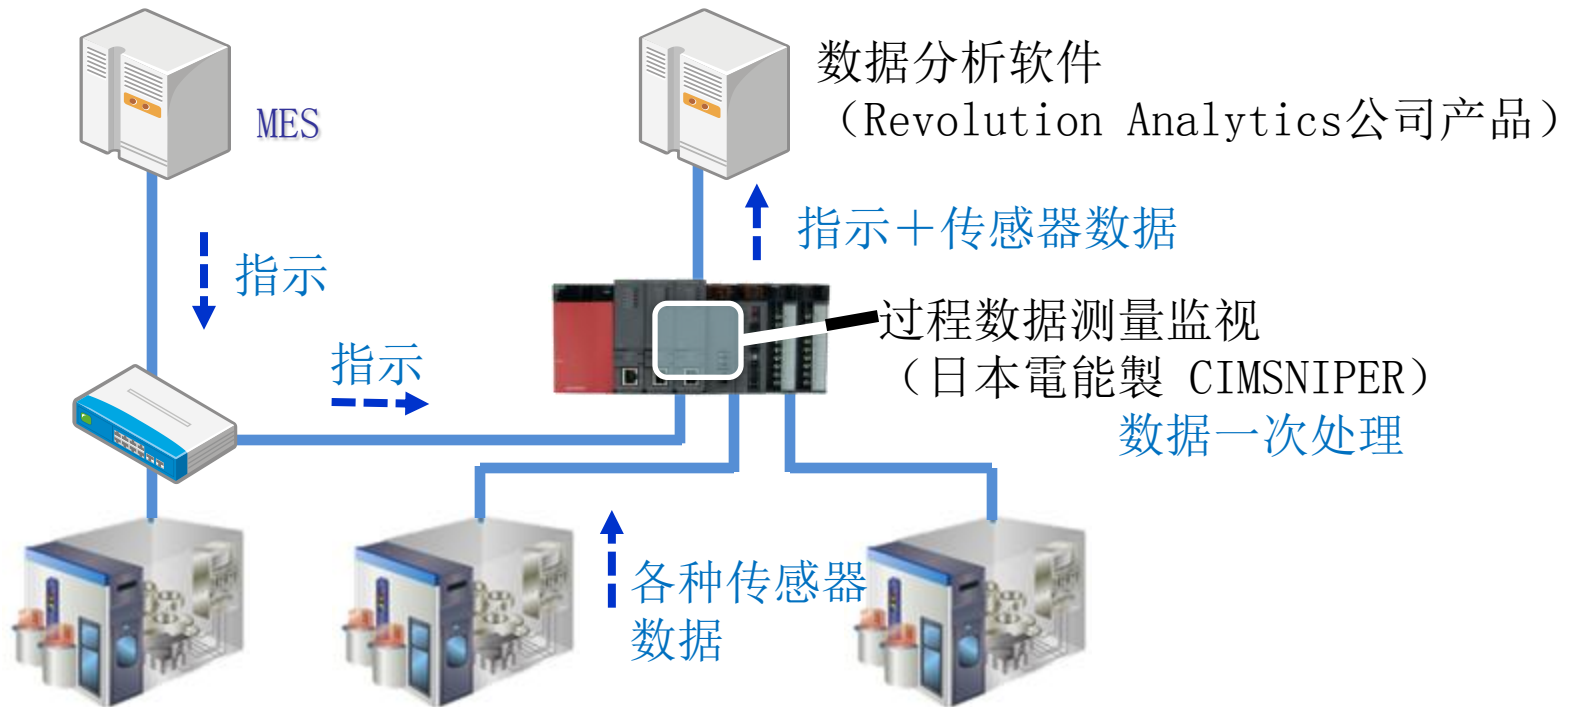 数据分析软件
（Revolution Analytics公司产品）
MES
指示＋传感器数据
指示
过程数据测量监视
（日本電能製 CIMSNIPER）
指示
数据一次处理
各种传感器
数据